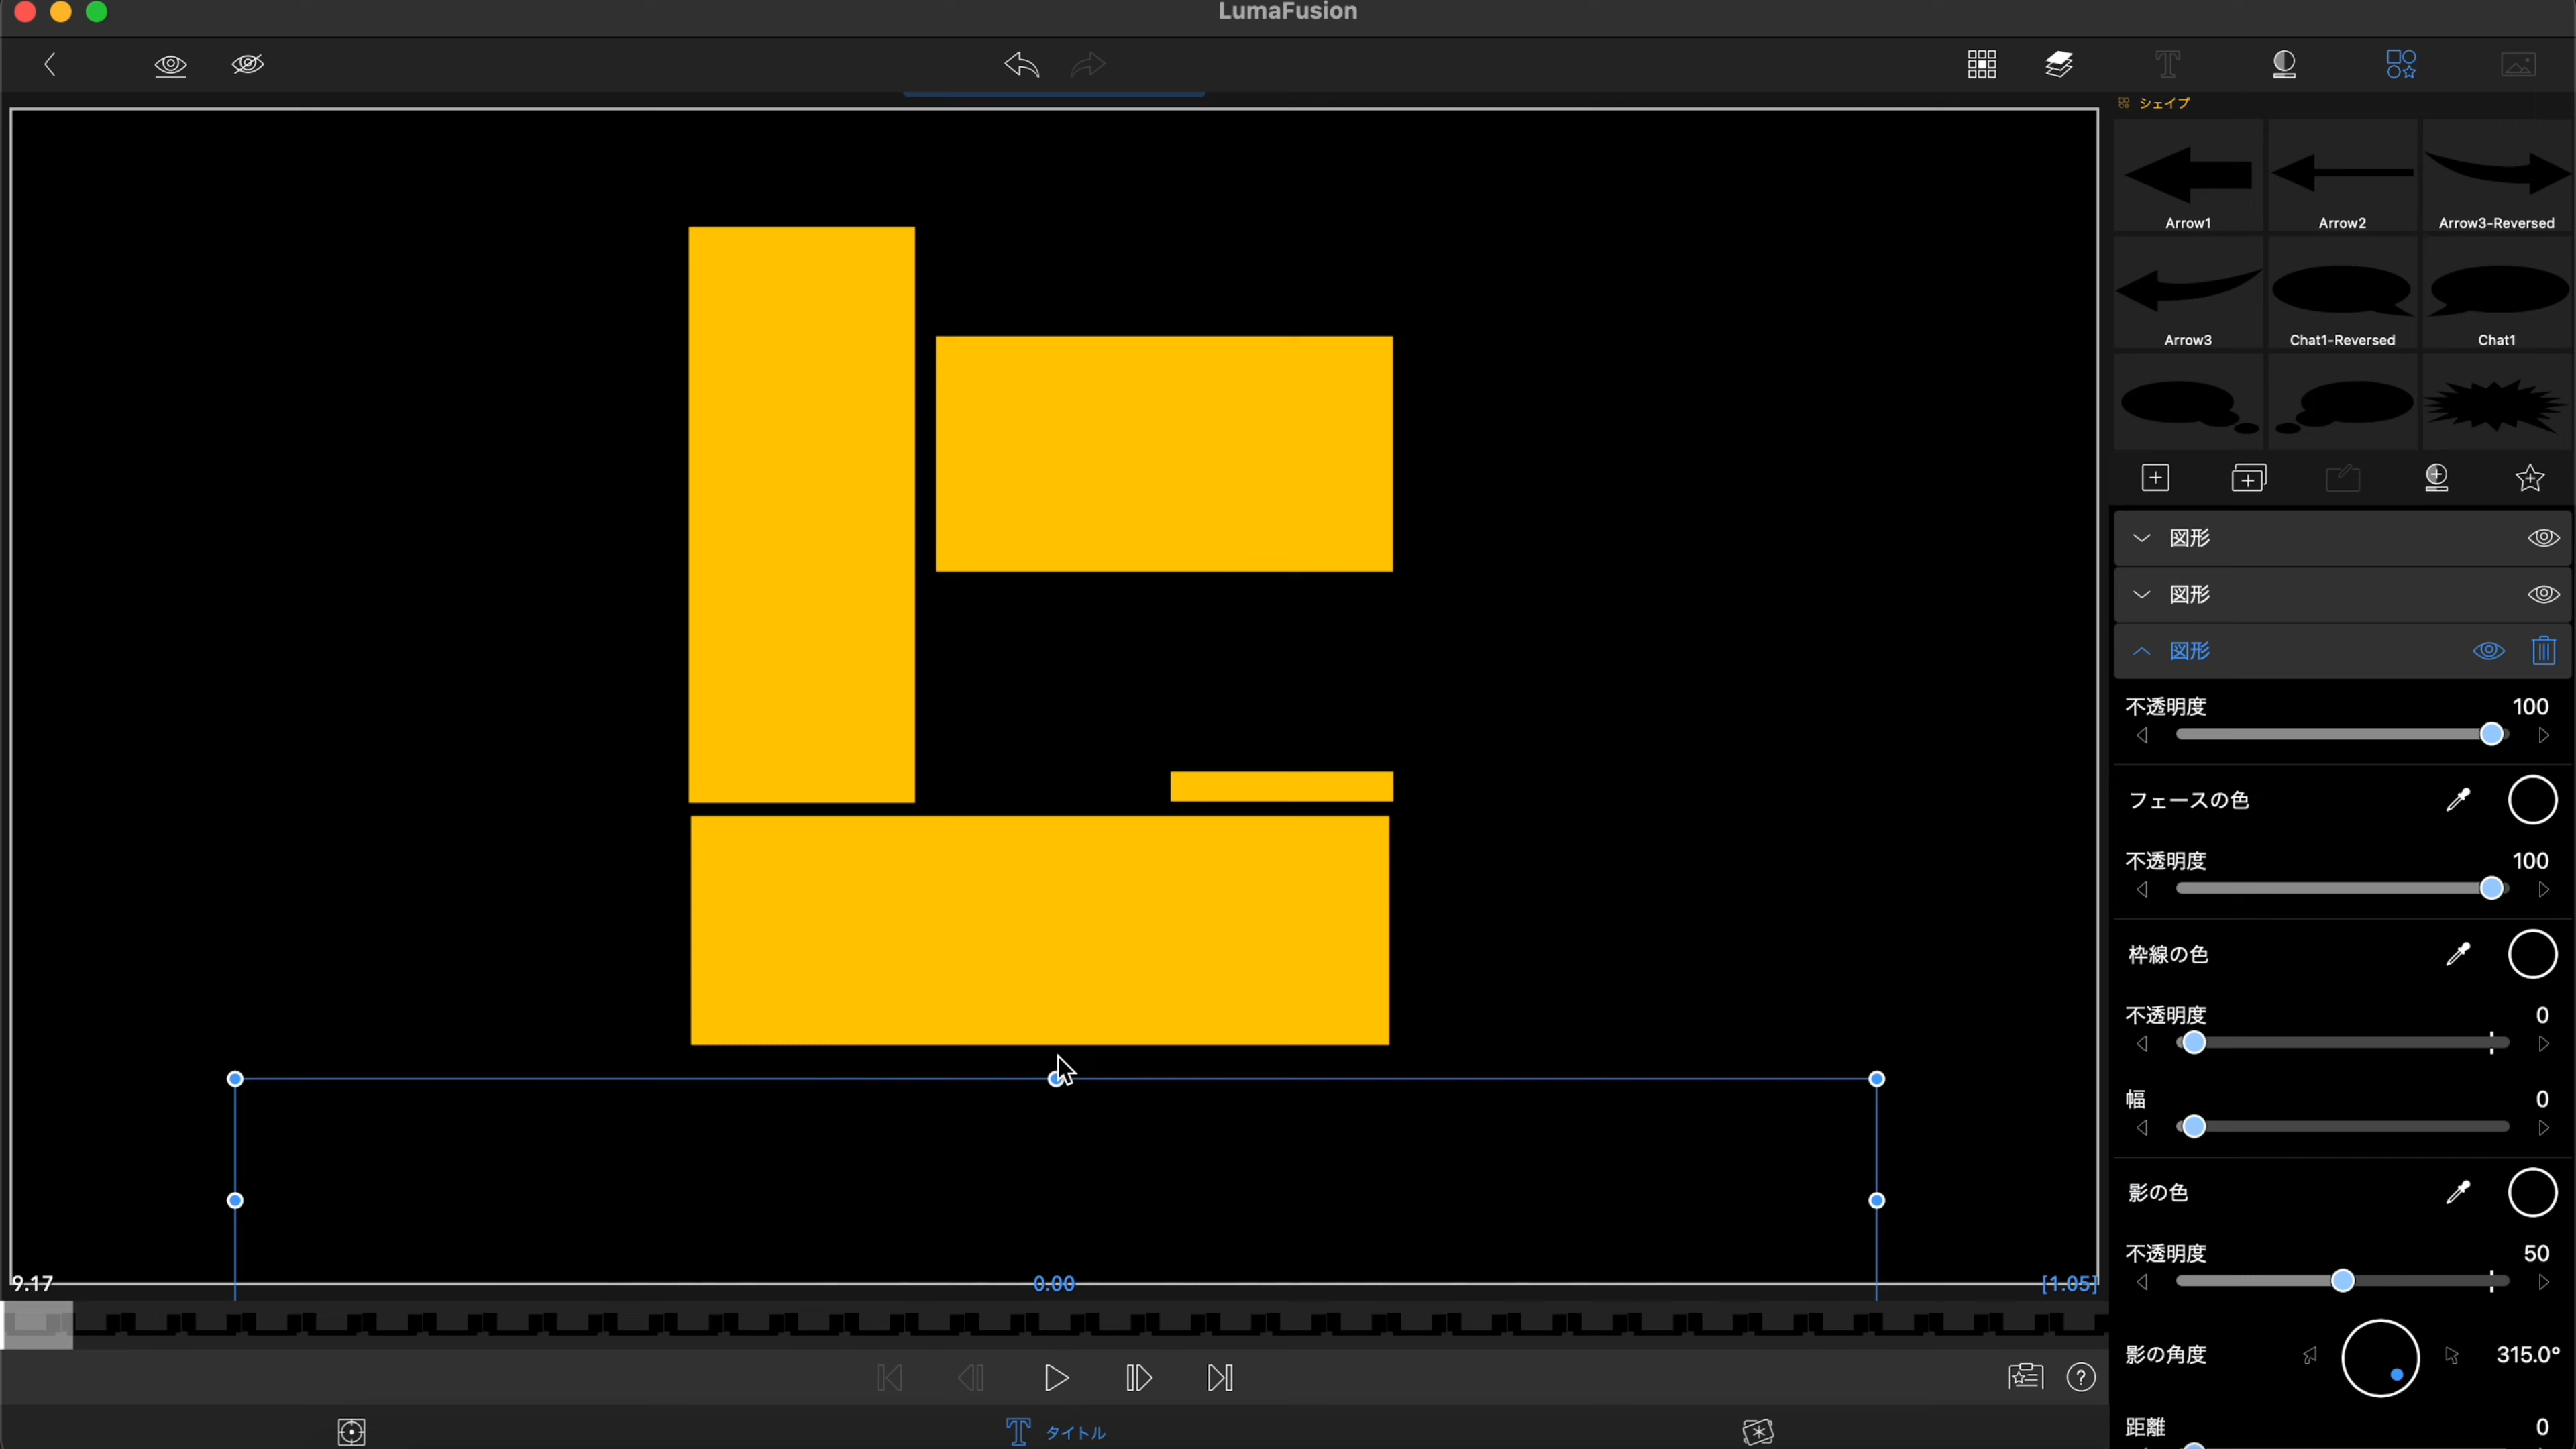 LumaFusion
シェイプ
Arrow1
Arrow2
Arrow3-Reversed
Arrow3
Chat1-Reversed
Chat1
図形
図形
図形
不透明度 100
フェースの色
不透明度 100
枠線の色
不透明度 0
幅 0
影の色
不透明度 50
影の角度 315.0°
距離 0
9.17
0.00
[1.05]
タイトル